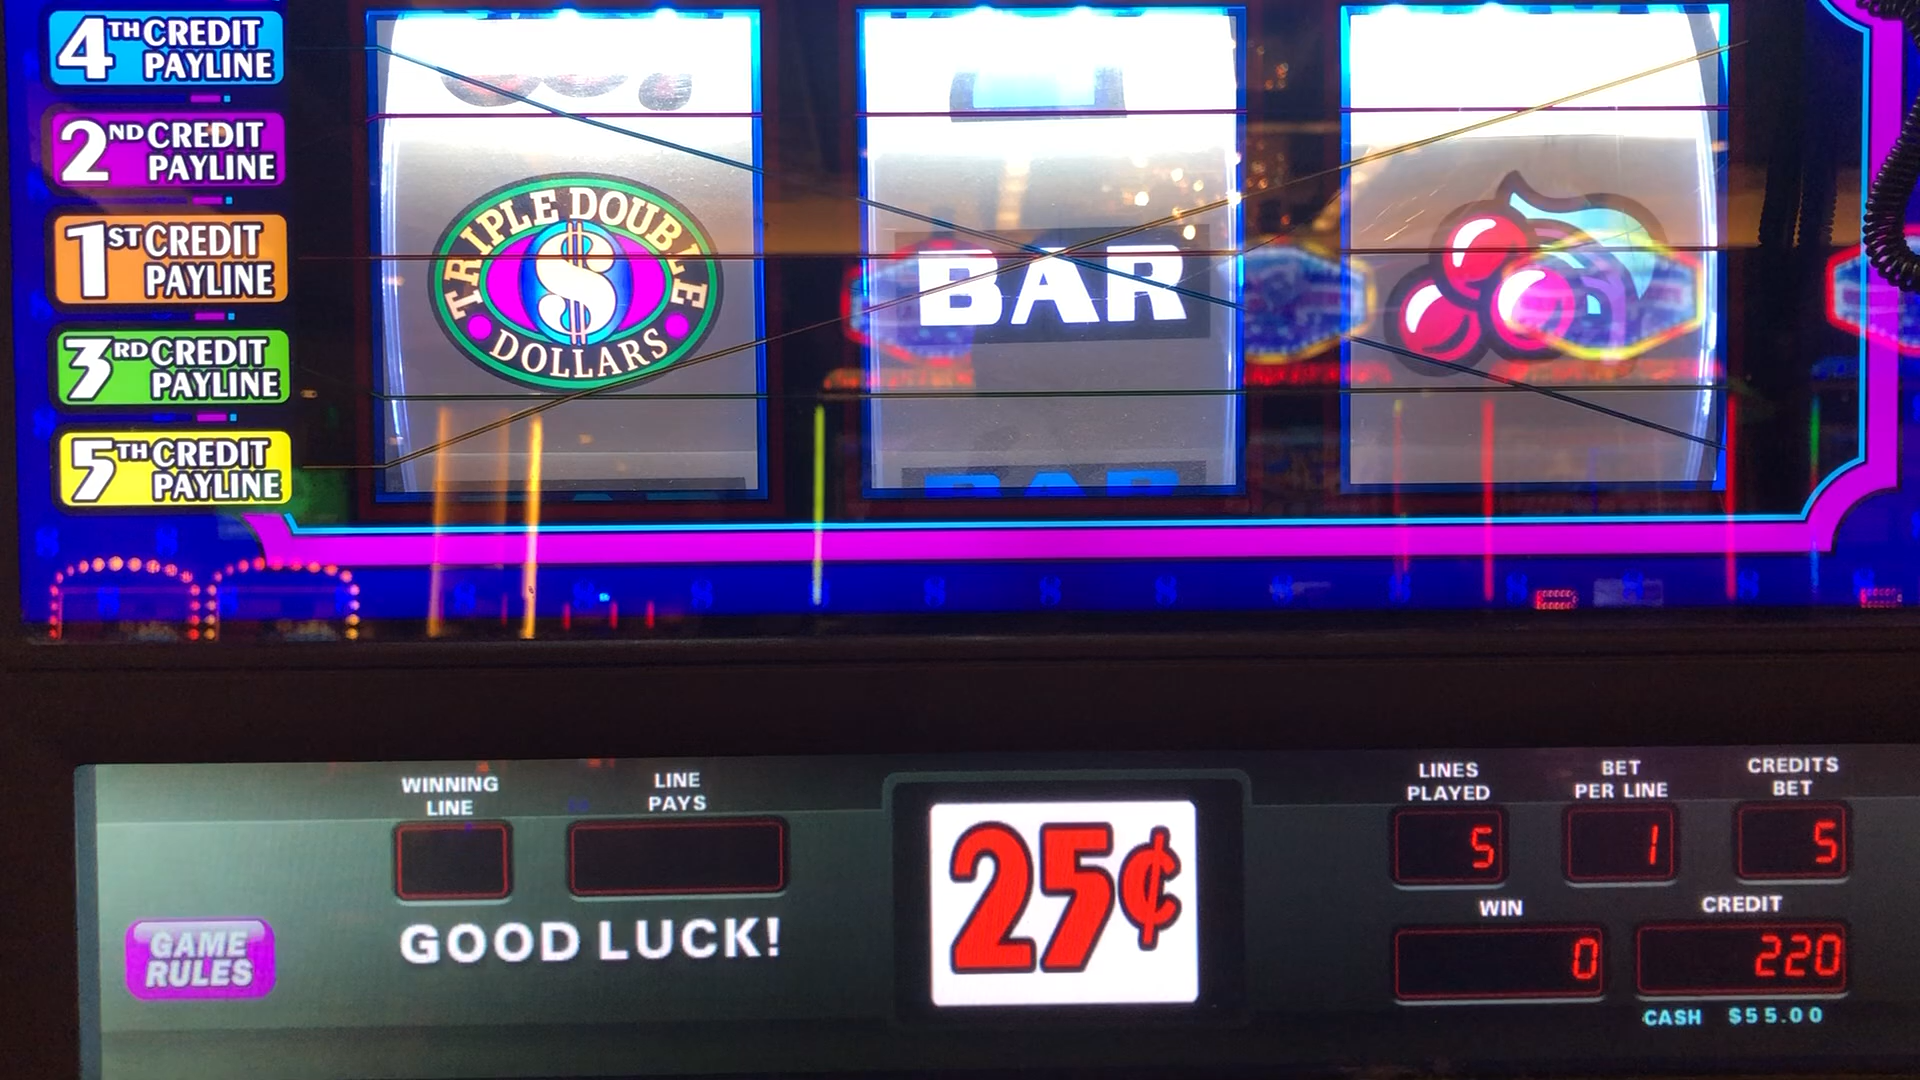 4TH CREDIT
PAYLINE
2ND CREDIT
PAYLINE
1ST CREDIT
PAYLINE
3RD CREDIT
PAYLINE
5TH CREDIT
PAYLINE
TRIPLE DOUBLE
$
DOLLARS
BAR
BAR
WINNING
LINE
LINE
PAYS
GOOD LUCK!
GAME
RULES
25¢
LINES
PLAYED
5
BET
PER LINE
1
CREDITS
BET
5
WIN
0
CREDIT
220
CASH $55.00